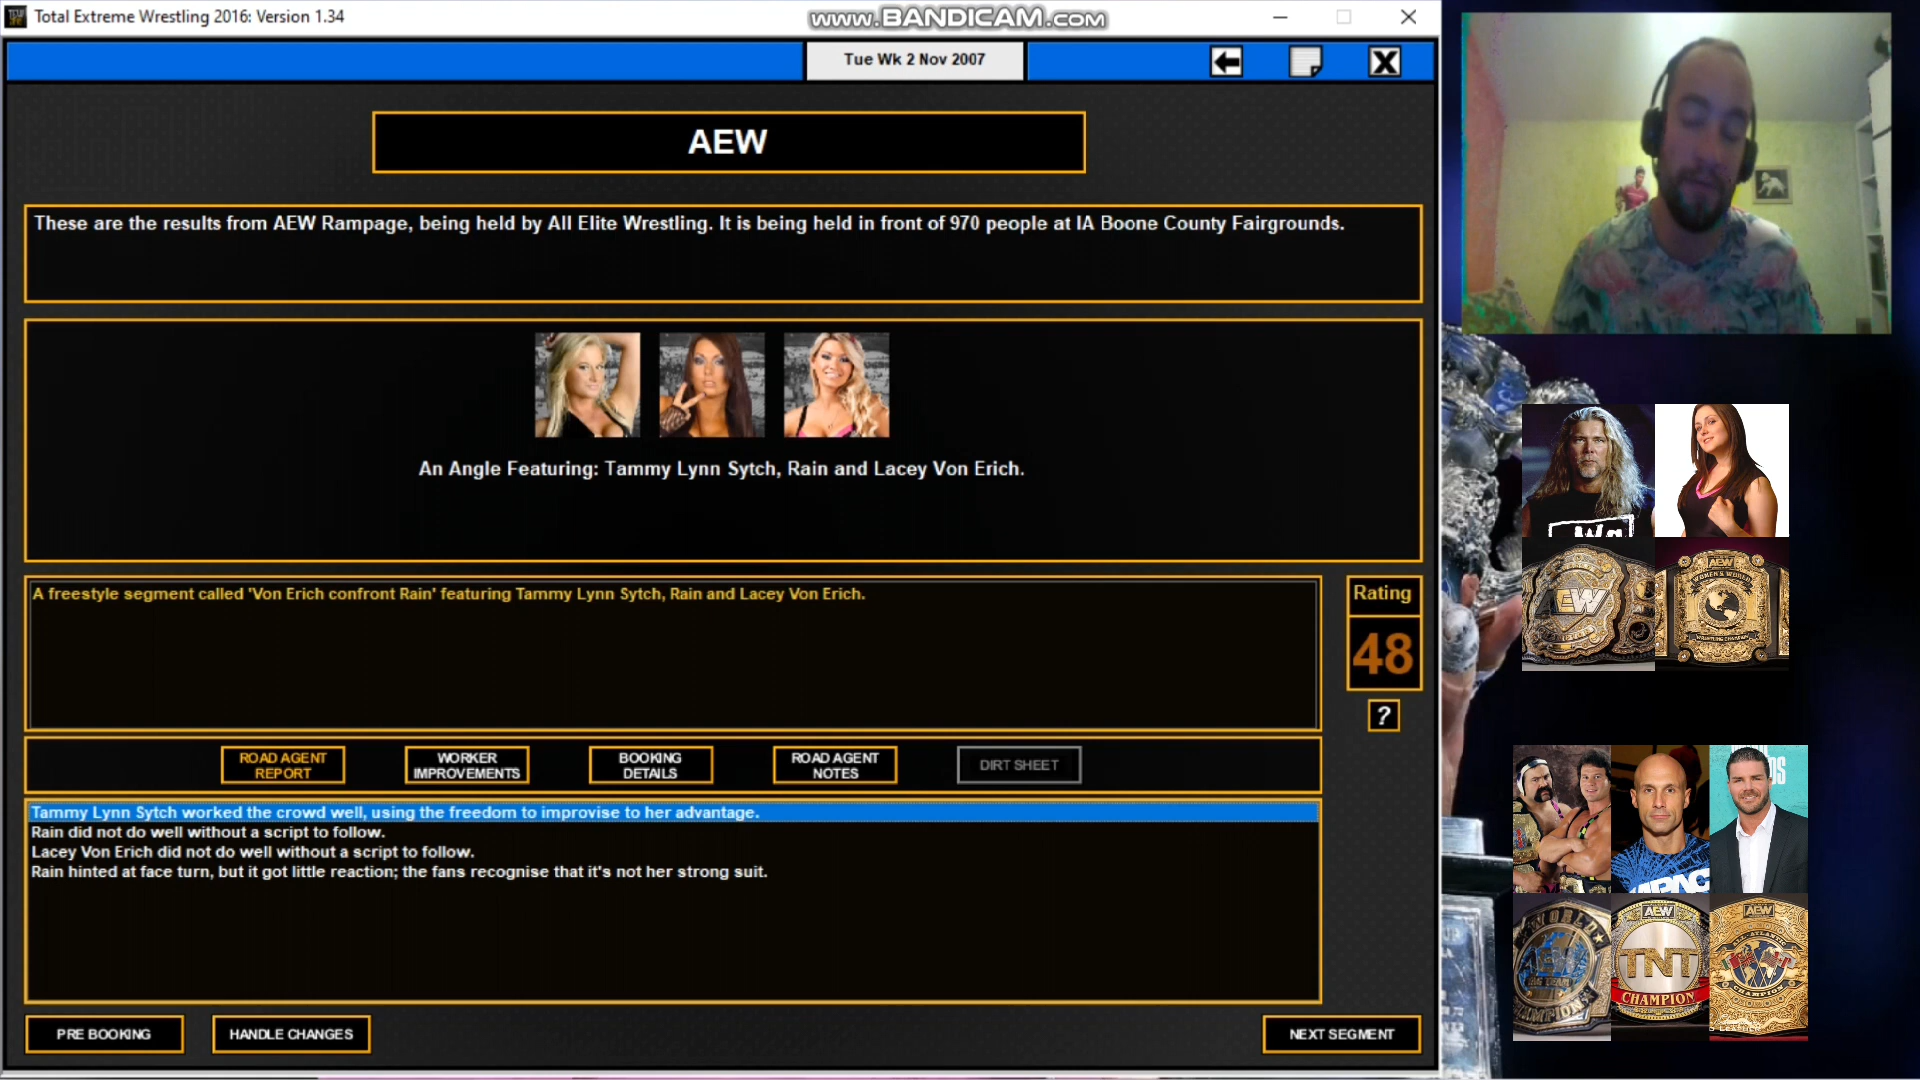 Total Extreme Wrestling 2016: Version 1.34
www.BANDICAM.com
Tue Wk 2 Nov 2007
AEW
These are the results from AEW Rampage, being held by All Elite Wrestling. It is being held in front of 970 people at IA Boone County Fairgrounds.
An Angle Featuring: Tammy Lynn Sytch, Rain and Lacey Von Erich.
A freestyle segment called 'Von Erich confront Rain' featuring Tammy Lynn Sytch, Rain and Lacey Von Erich.
Rating
48
?
ROAD AGENT
REPORT
WORKER
IMPROVEMENTS
BOOKING
DETAILS
ROAD AGENT
NOTES
DIRT SHEET
Tammy Lynn Sytch worked the crowd well, using the freedom to improvise to her advantage.
Rain did not do well without a script to follow.
Lacey Von Erich did not do well without a script to follow.
Rain hinted at face turn, but it got little reaction; the fans recognise that it's not her strong suit.
PRE BOOKING
HANDLE CHANGES
NEXT SEGMENT
AEW
AEW
WOMEN'S WORLD
WORLD
AEW
TNT
CHAMPION
AEW
CHAMPION